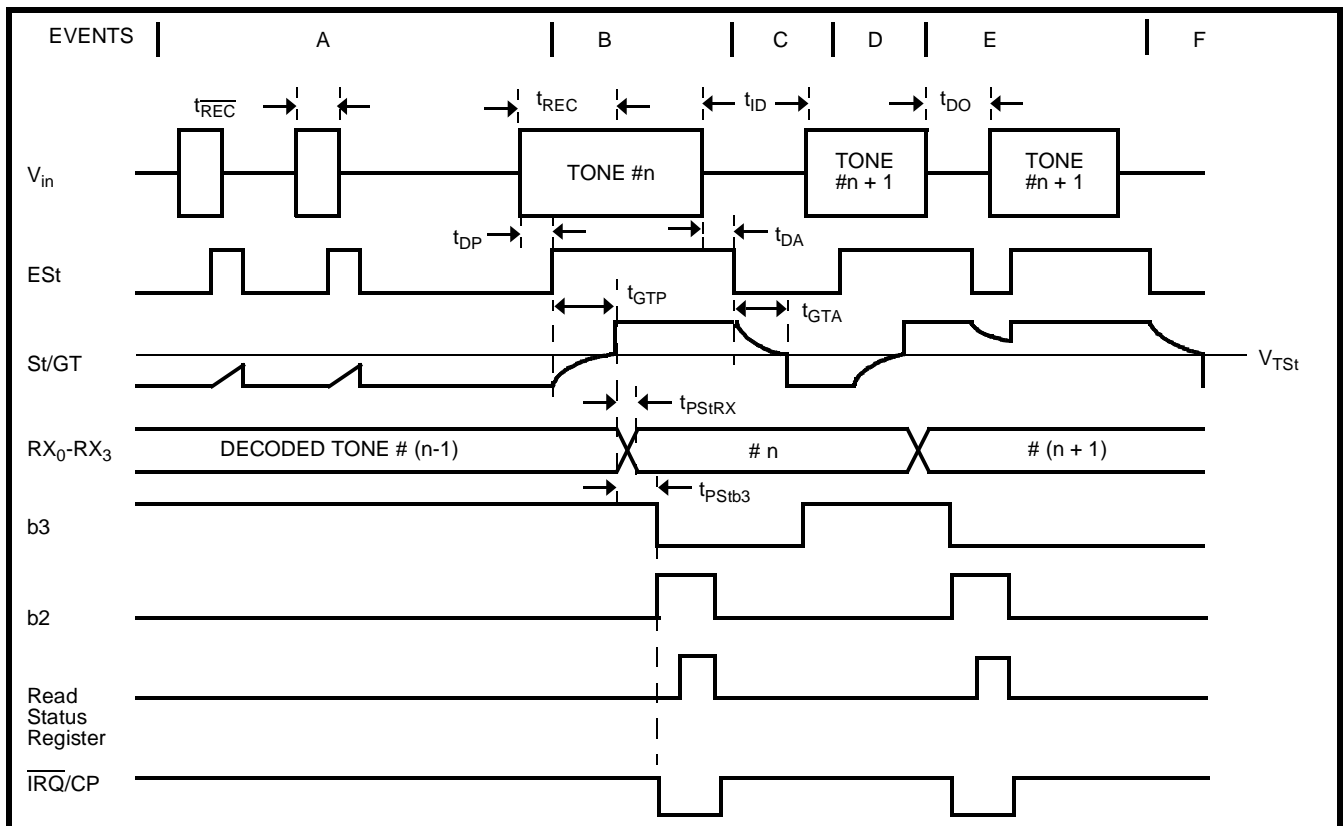 EVENTS A B C D E F
tREC tREC tID tDO
Vin
TONE #n
TONE
#n + 1
TONE
#n + 1
tDP tDA
ESt
tGTP
tGTA
St/GT
VTSt
tPStRX
RX0-RX3
DECODED TONE # (n-1)
# n
# (n + 1)
tPStb3
b3
b2
Read
Status
Register
IRQ/CP